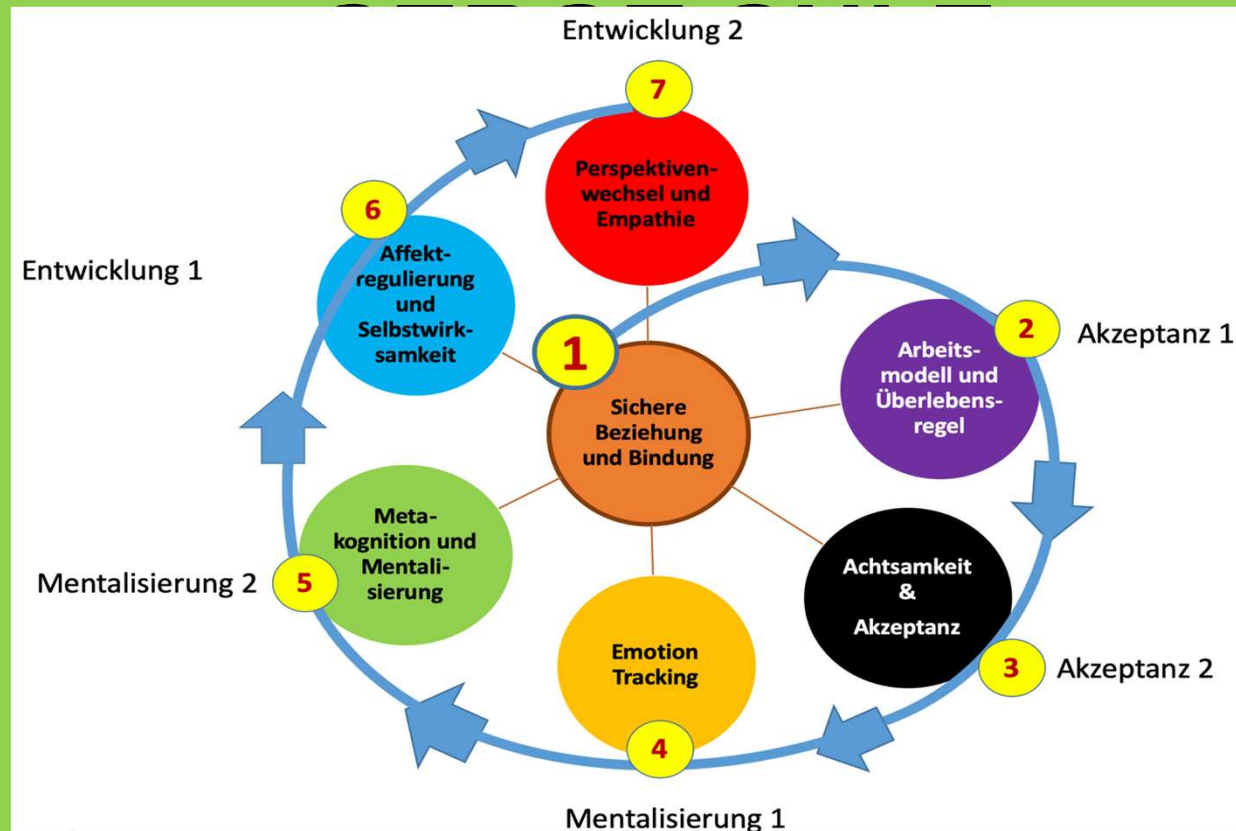 Entwicklung 2
7
Perspektiven-
wechsel und
Empathie
6
Affekt-
regulierung
und
Selbstwirk-
samkeit
Entwicklung 1
1
Sichere
Beziehung
und Bindung
2
Akzeptanz 1
Arbeits-
modell und
Überlebens-
regel
Achtsamkeit
&
Akzeptanz
3
Akzeptanz 2
Emotion
Tracking
4
Mentalisierung 1
Meta-
kognition und
Mentali-
sierung
5
Mentalisierung 2